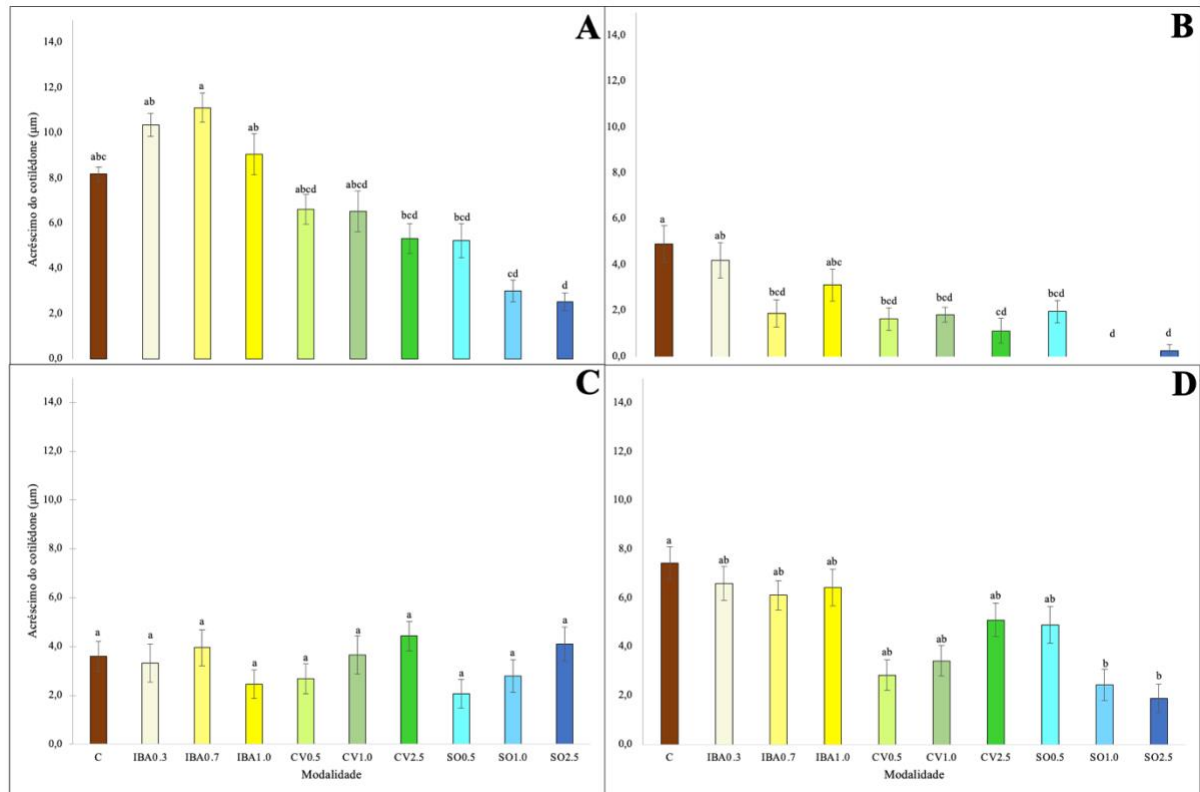 A
14,0
12,0
10,0
8,0
6,0
4,0
2,0
0,0
Acréscimo do cotilédone (µm)
abc
ab
a
ab
abcd
abcd
bcd
bcd
cd
d
B
14,0
12,0
10,0
8,0
6,0
4,0
2,0
0,0
a
ab
bcd
abc
bcd
bcd
cd
bcd
d
d
C
14,0
12,0
10,0
8,0
6,0
4,0
2,0
0,0
Acréscimo do cotilédone (µm)
a
a
a
a
a
a
a
a
a
a
C
IBA0.3
IBA0.7
IBA1.0
CV0.5
CV1.0
CV2.5
SO0.5
SO1.0
SO2.5
Modalidade
D
14,0
12,0
10,0
8,0
6,0
4,0
2,0
0,0
a
ab
ab
ab
ab
ab
ab
ab
b
b
C
IBA0.3
IBA0.7
IBA1.0
CV0.5
CV1.0
CV2.5
SO0.5
SO1.0
SO2.5
Modalidade